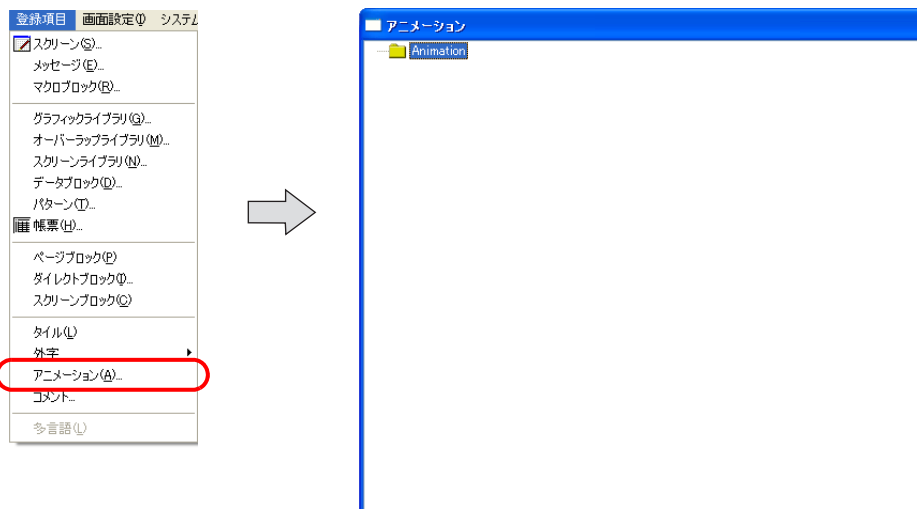 登録項目 画面設定(I) システム
スクリーン(S)...
メッセージ(E)...
マクロブロック(R)...
グラフィックライブラリ(G)...
オーバーラップライブラリ(M)...
スクリーンライブラリ(N)...
データブロック(D)...
パターン(T)...
帳票(H)...
ページブロック(P)
ダイレクトブロック(I)...
スクリーンブロック(C)
タイル(L)
外字
アニメーション(A)...
コメント...
多言語(L)
アニメーション
Animation